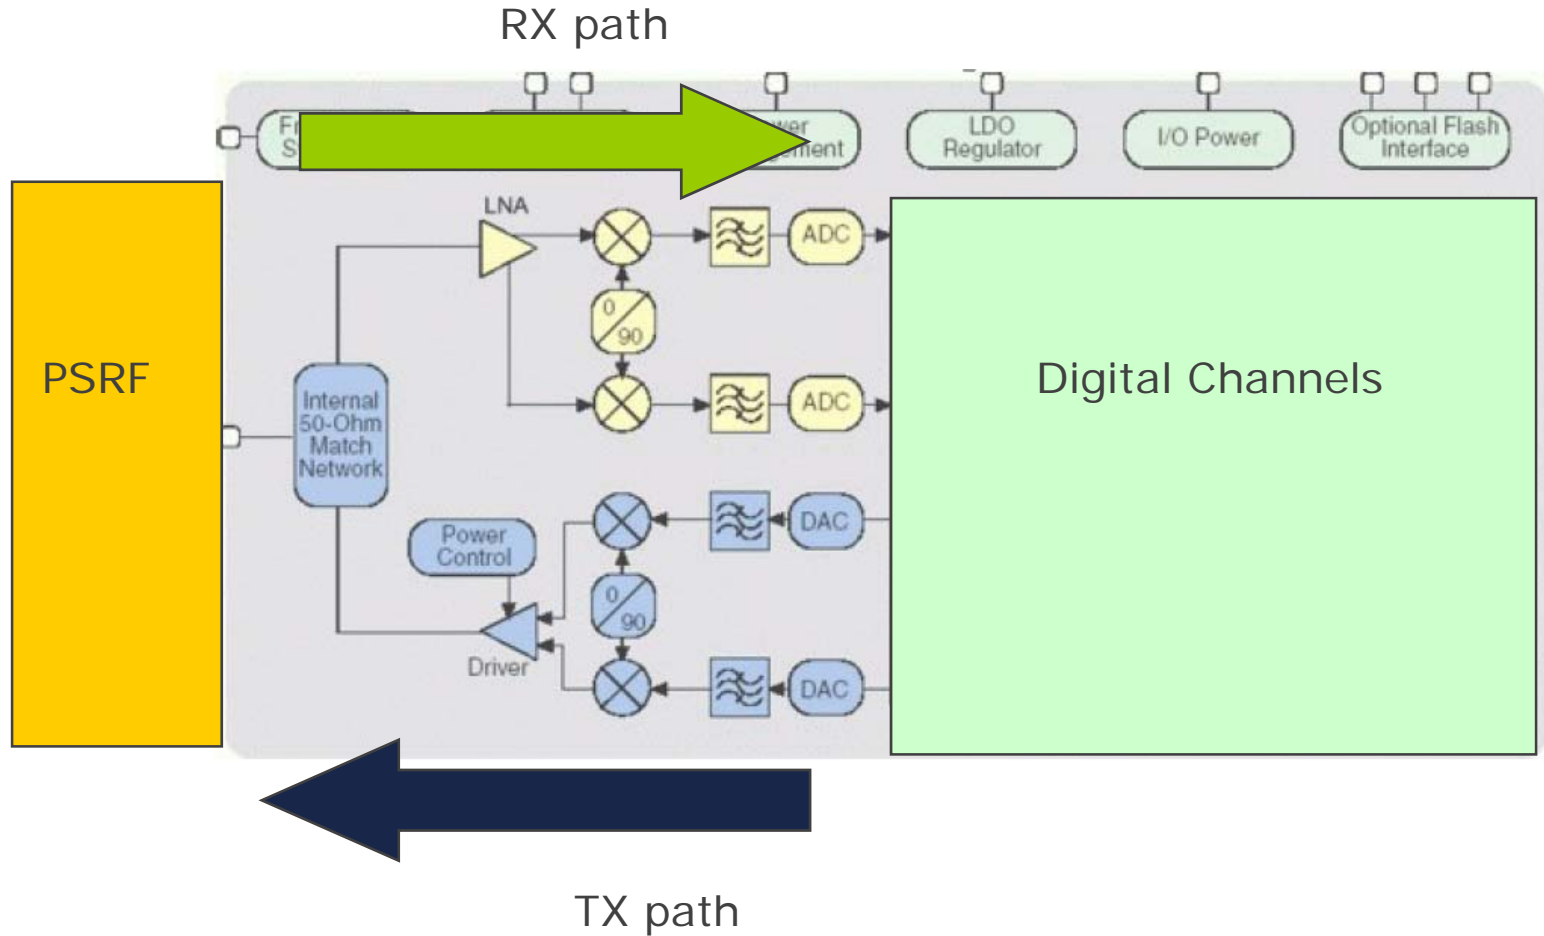 RX path
LDO
Regulator
I/O Power
Optional Flash
Interface
LNA
ADC
0
90
PSRF
Digital Channels
Internal
50-Ohm
Match
Network
ADC
Power
Control
DAC
0
90
Driver
DAC
TX path